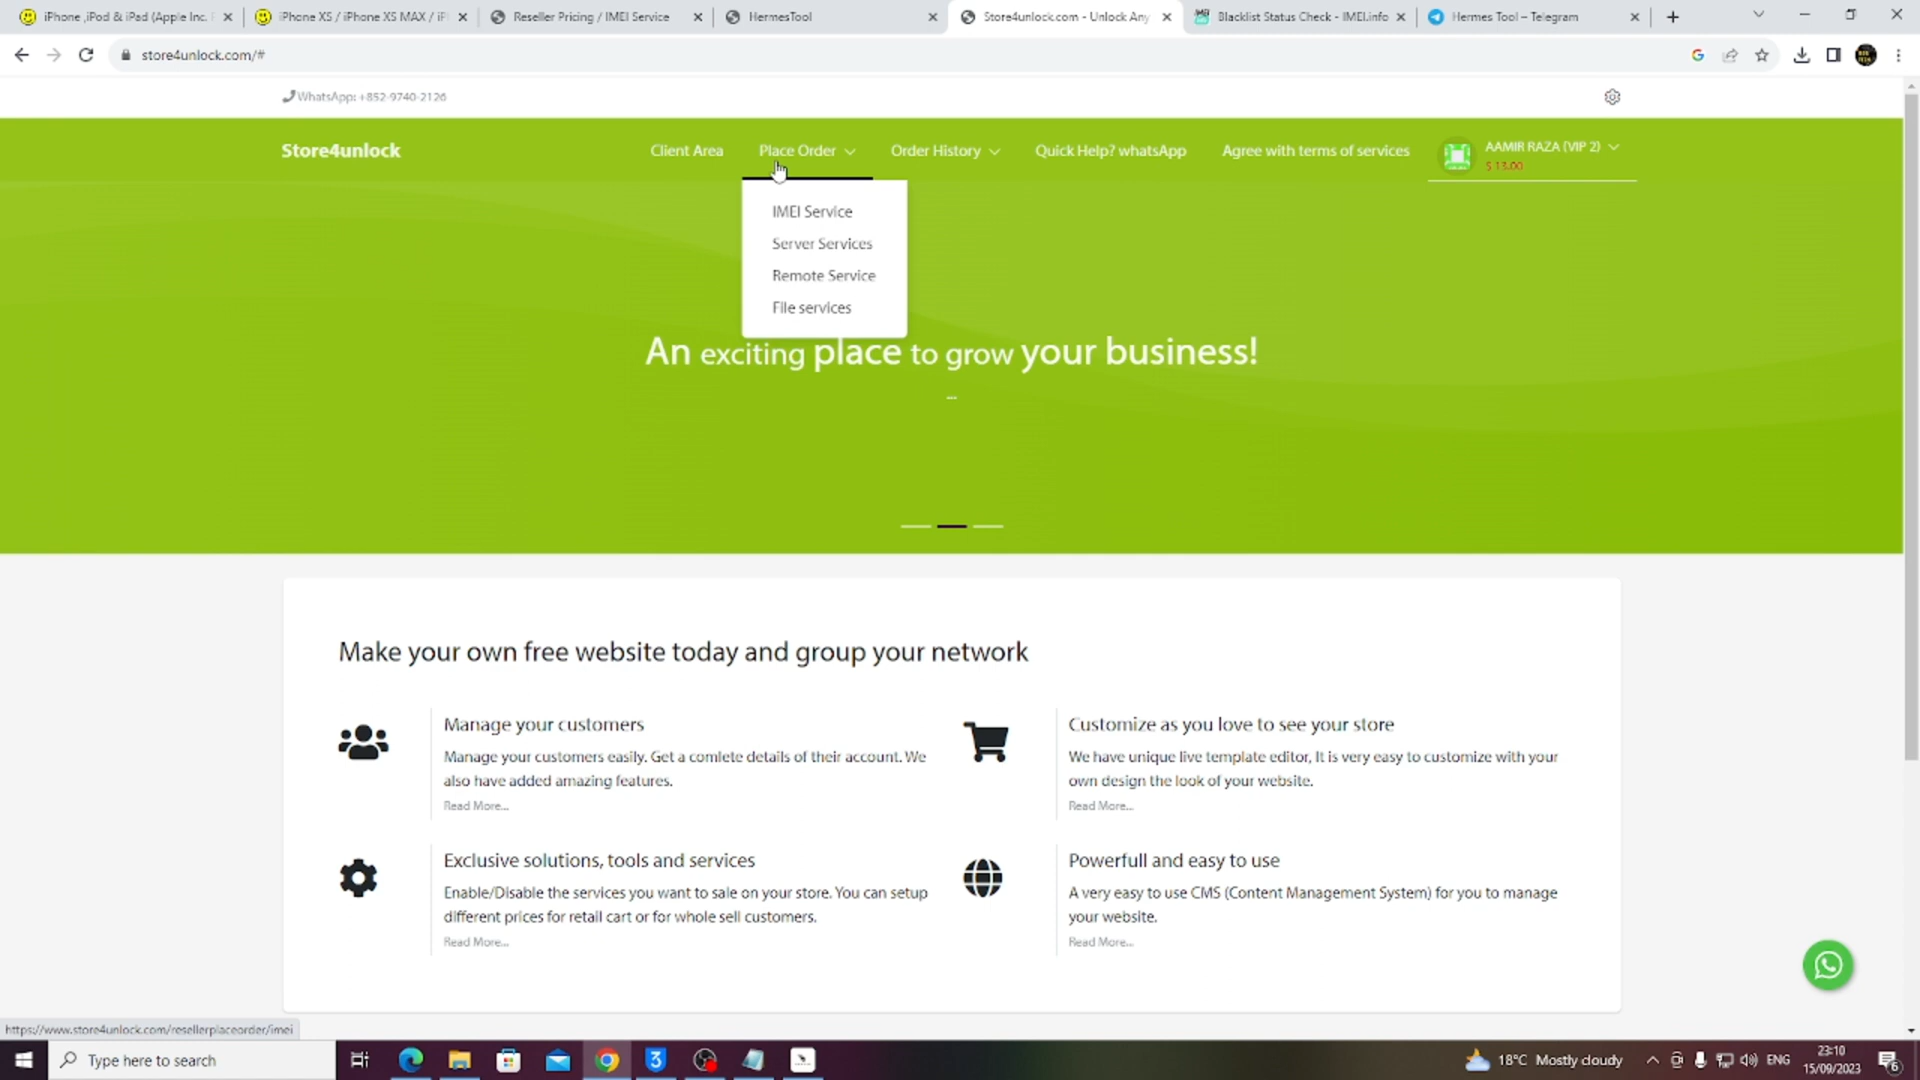 iPhone ,iPod & iPad (Apple Inc.
iPhone XS / iPhone XS MAX / iP
Reseller Pricing / IMEI Service
HermesTool
Store4unlock.com - Unlock Any
Blacklist Status Check - IMEI.info
Hermes Tool – Telegram
store4unlock.com/#
WhatsApp: +852-9740-2126
Store4unlock
Client Area
Place Order
Order History
Quick Help? whatsApp
Agree with terms of services
AAMIR RAZA (VIP 2)
$ 13.00
IMEI Service
Server Services
Remote Service
File services
An exciting place to grow your business!
...
Make your own free website today and group your network
Manage your customers
Manage your customers easily. Get a comlete details of their account. We
also have added amazing features.
Read More...
Customize as you love to see your store
We have unique live template editor, It is very easy to customize with your
own design the look of your website.
Read More...
Exclusive solutions, tools and services
Enable/Disable the services you want to sale on your store. You can setup
different prices for retail cart or for whole sell customers.
Read More...
Powerfull and easy to use
A very easy to use CMS (Content Management System) for you to manage
your website.
Read More...
https://www.store4unlock.com/resellerplaceorder/imei
Type here to search
3
18°C Mostly cloudy
ENG
23:10
15/09/2023
6